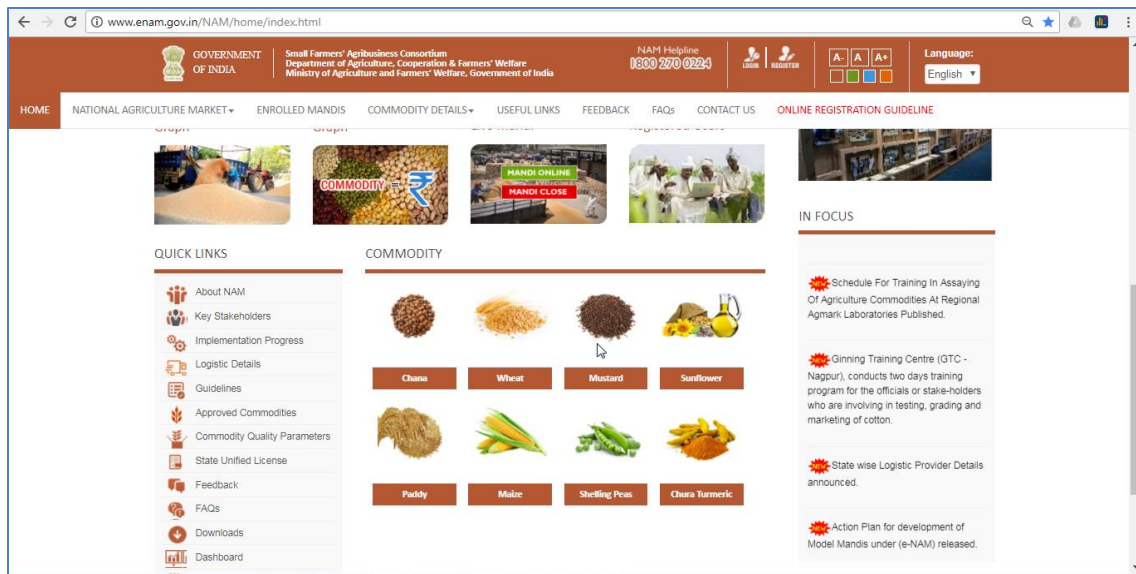 www.enam.gov.in/NAM/home/index.html
GOVERNMENT
OF INDIA
Small Farmers' Agribusiness Consortium
Department of Agriculture, Cooperation & Farmers' Welfare
Ministry of Agriculture and Farmers' Welfare, Government of India
NAM Helpline
1800 270 0224
LOGIN
REGISTER
A- A A+
Language:
English
HOME NATIONAL AGRICULTURE MARKET ENROLLED MANDIS COMMODITY DETAILS USEFUL LINKS FEEDBACK FAQs CONTACT US ONLINE REGISTRATION GUIDELINE
Graph Graph Live Mandi Registered Users
COMMODITY = ₹
MANDI ONLINE
MANDI CLOSE
QUICK LINKS
About NAM
Key Stakeholders
Implementation Progress
Logistic Details
Guidelines
Approved Commodities
Commodity Quality Parameters
State Unified License
Feedback
FAQs
Downloads
Dashboard
COMMODITY
Chana Wheat Mustard Sunflower
Paddy Maize Shelling Peas Chura Turmeric
IN FOCUS
NEW Schedule For Training In Assaying
Of Agriculture Commodities At Regional
Agmark Laboratories Published.
NEW Ginning Training Centre (GTC -
Nagpur), conducts two days training
program for the officials or stake-holders
who are involving in testing, grading and
marketing of cotton.
NEW State wise Logistic Provider Details
announced.
NEW Action Plan for development of
Model Mandis under (e-NAM) released.